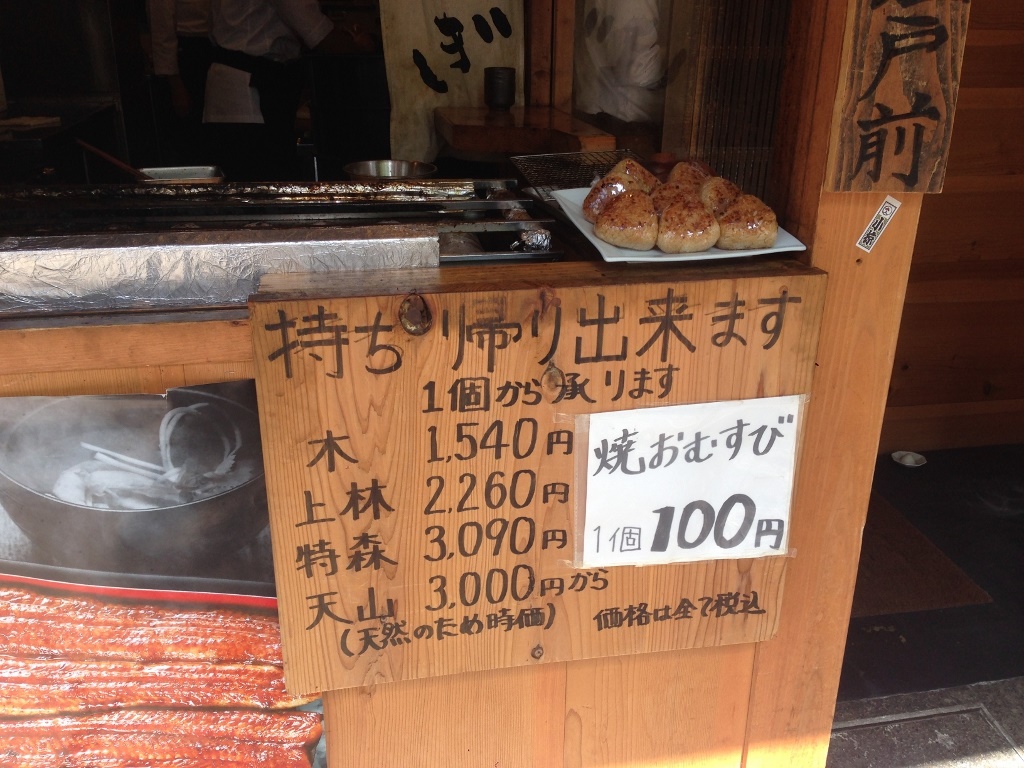 ぎ
戸前
持ち帰り出来ます
1個から承ります
木 1,540円
上林 2,260円
特森 3,090円
天山 3,000円から
(天然のため時価) 価格は全て税込
焼おむすび
1個 100円